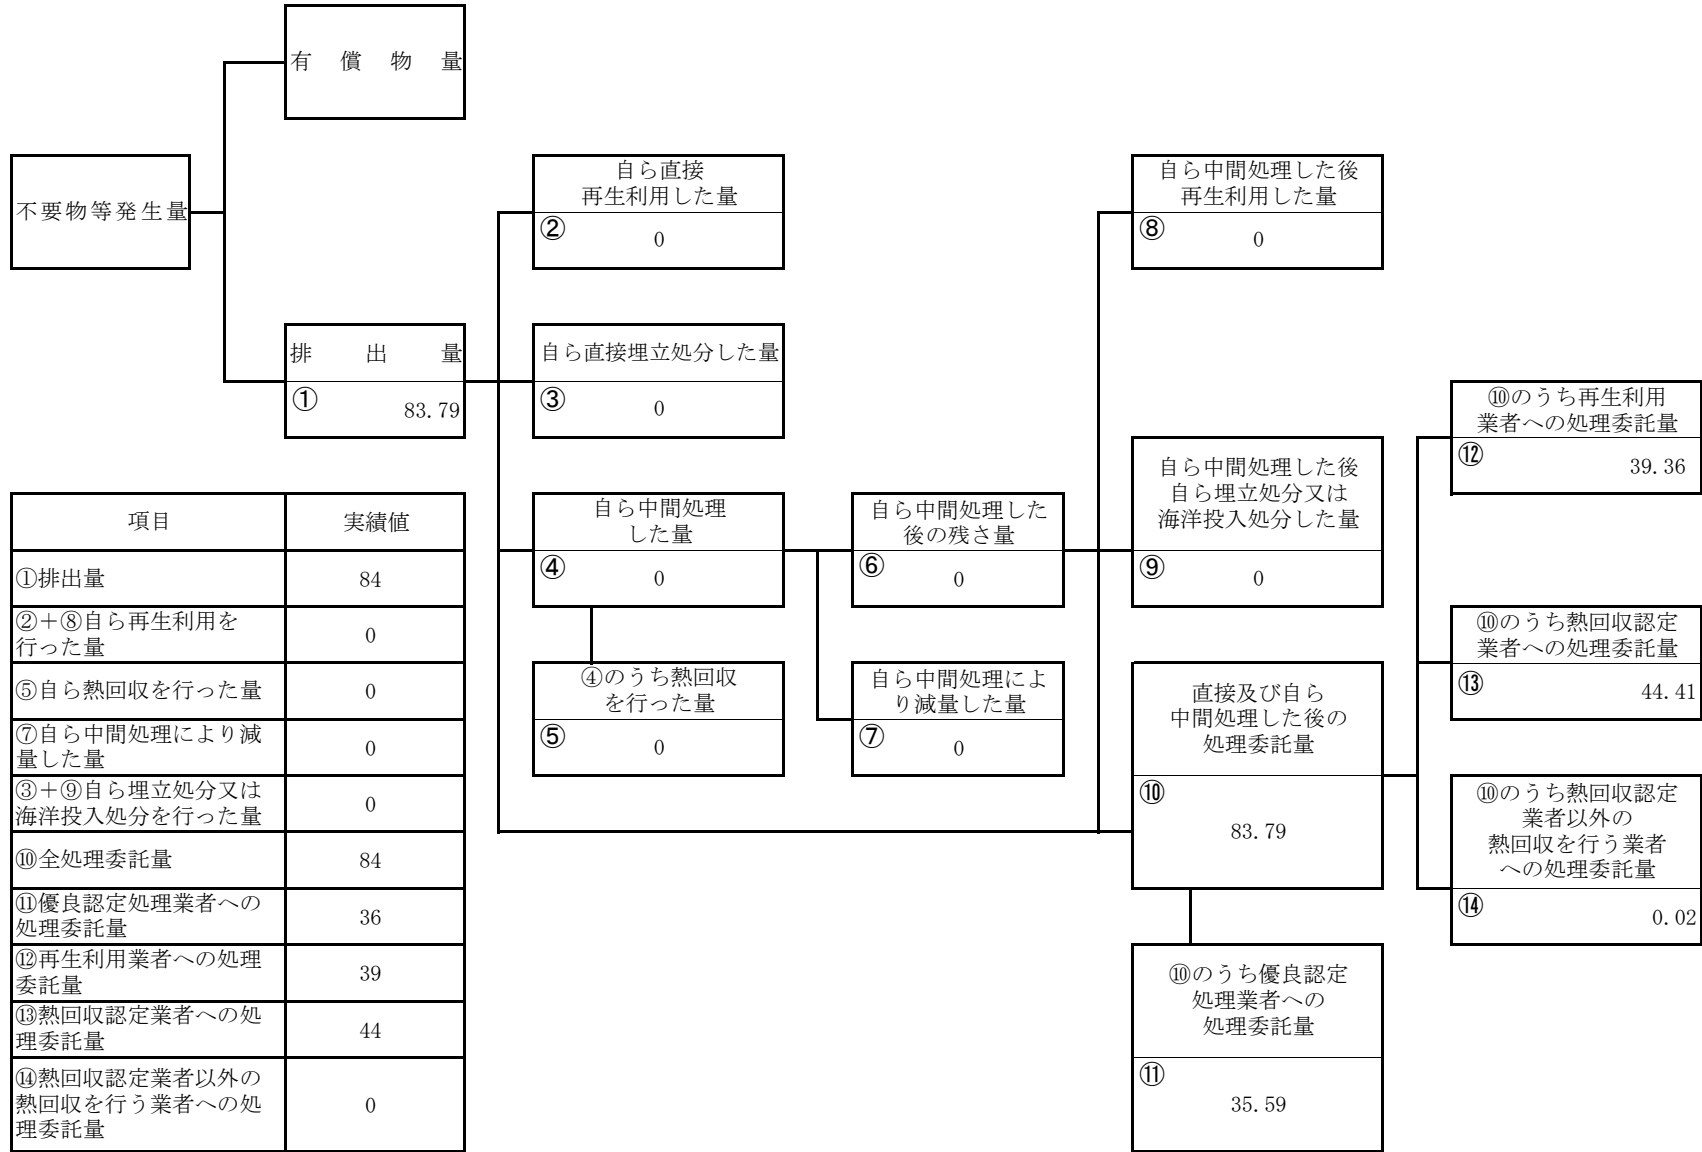 有償物量
不要物等発生量
排出量
①
83.79
自ら直接
再生利用した量
②
0
自ら直接埋立処分した量
③
0
自ら中間処理
した量
④
0
④のうち熱回収
を行った量
⑤
0
自ら中間処理した
後の残さ量
⑥
0
自ら中間処理によ
り減量した量
⑦
0
自ら中間処理した後
再生利用した量
⑧
0
自ら中間処理した後
自ら埋立処分又は
海洋投入処分した量
⑨
0
直接及び自ら
中間処理した後の
処理委託量
⑩
83.79
⑩のうち優良認定
処理業者への
処理委託量
⑪
35.59
⑩のうち再生利用
業者への処理委託量
⑫
39.36
⑩のうち熱回収認定
業者への処理委託量
⑬
44.41
⑩のうち熱回収認定
業者以外の
熱回収を行う業者
への処理委託量
⑭
0.02
項目 実績値
①排出量 84
②＋⑧自ら再生利用を
行った量 0
⑤自ら熱回収を行った量 0
⑦自ら中間処理により減
量した量 0
③＋⑨自ら埋立処分又は
海洋投入処分を行った量 0
⑩全処理委託量 84
⑪優良認定処理業者への
処理委託量 36
⑫再生利用業者への処理
委託量 39
⑬熱回収認定業者への処
理委託量 44
⑭熱回収認定業者以外の
熱回収を行う業者への処
理委託量 0